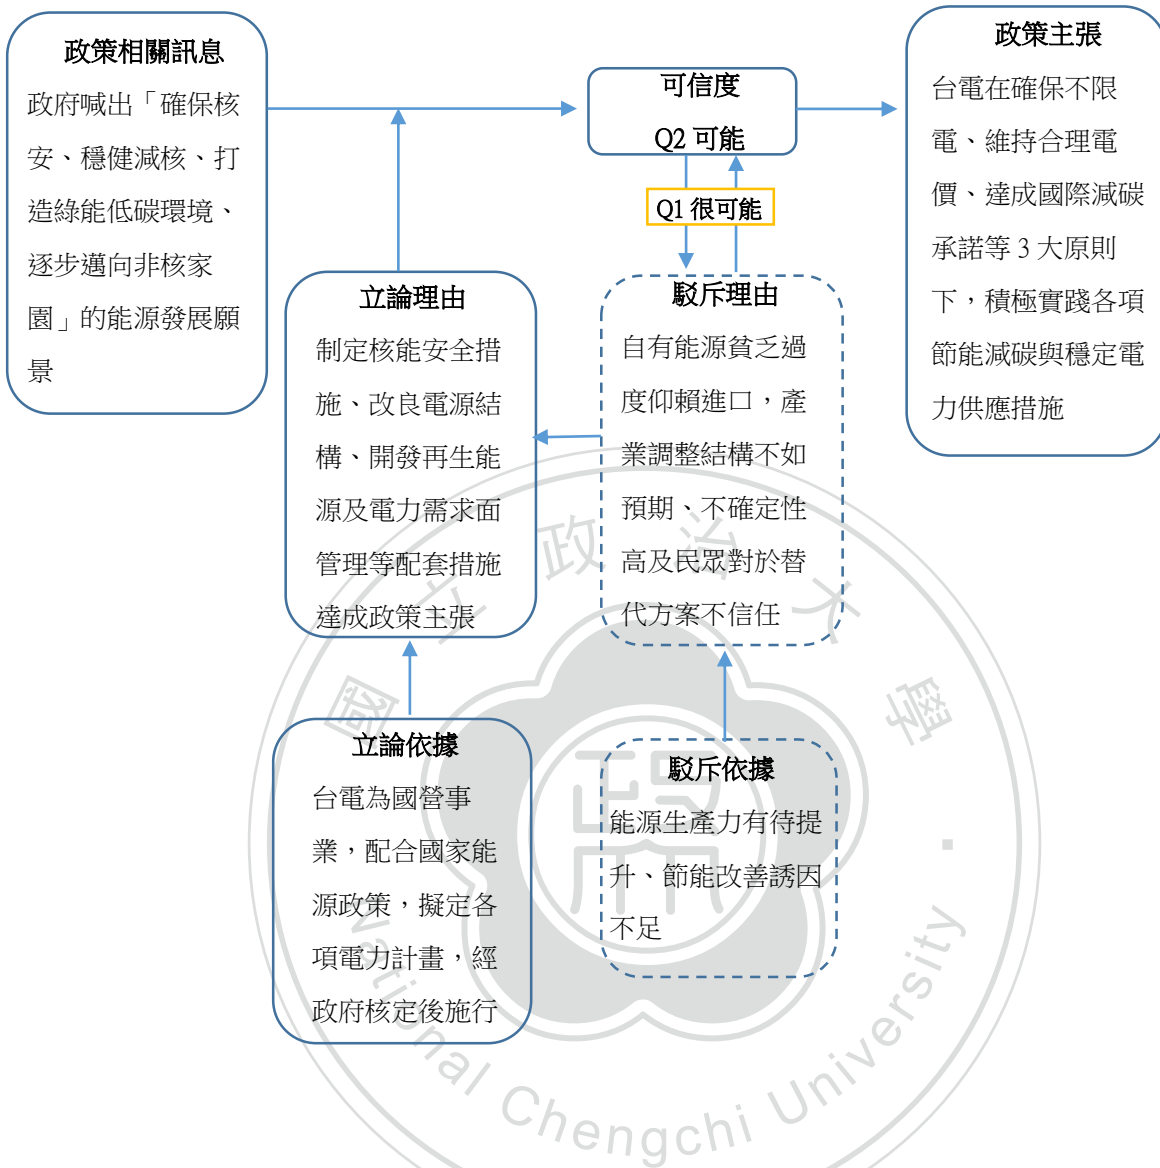 政策相關訊息
政府喊出「確保核
安、穩健減核、打
造綠能低碳環境、
逐步邁向非核家
園」的能源發展願
景
可信度
Q2 可能
Q1 很可能
政策主張
台電在確保不限
電、維持合理電
價、達成國際減碳
承諾等 3 大原則
下，積極實踐各項
節能減碳與穩定電
力供應措施
立論理由
制定核能安全措
施、改良電源結
構、開發再生能
源及電力需求面
管理等配套措施
達成政策主張
駁斥理由
自有能源貧乏過
度仰賴進口，產
業調整結構不如
預期、不確定性
高及民眾對於替
代方案不信任
立論依據
台電為國營事
業，配合國家能
源政策，擬定各
項電力計畫，經
政府核定後施行
駁斥依據
能源生產力有待提
升、節能改善誘因
不足
國立政治大學
National Chengchi University